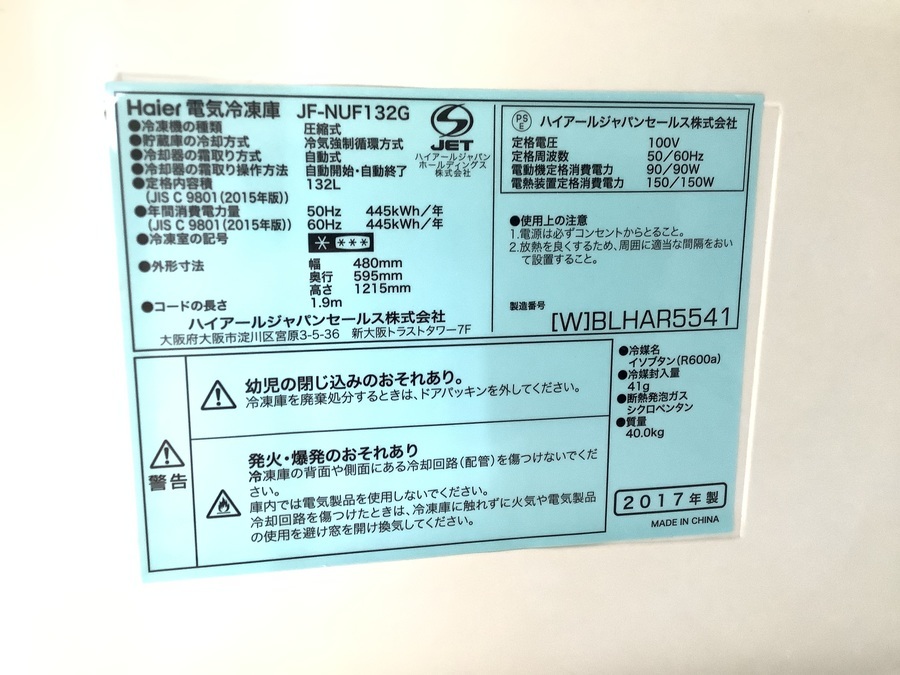 Haier 電気冷凍庫 JF-NUF132G
●冷凍機の種類 圧縮式
●貯蔵庫の冷却方式 冷気強制循環方式
●冷却器の霜取り方式 自動式
●冷却器の霜取り操作方法 自動開始・自動終了
●定格内容積 132L
(JIS C 9801(2015年版))
●年間消費電力量 50Hz 445kWh/年
(JIS C 9801(2015年版)) 60Hz 445kWh/年
●冷凍室の記号 * ***
●外形寸法 幅 480mm
奥行 595mm
高さ 1215mm
●コードの長さ 1.9m
ハイアールジャパンセールス株式会社
大阪府大阪市淀川区宮原3-5-36 新大阪トラストタワー7F
S
JET
ハイアールジャパン
ホールディングス
株式会社
PSE ハイアールジャパンセールス株式会社
定格電圧 100V
定格周波数 50/60Hz
電動機定格消費電力 90/90W
電熱装置定格消費電力 150/150W
●使用上の注意
1.電源は必ずコンセントからとること。
2.放熱を良くするため、周囲に適当な間隔をおい
て設置すること。
製造番号
[W]BLHAR5541
警告
幼児の閉じ込みのおそれあり。
冷凍庫を廃棄処分するときは、ドアパッキンを外してください。
発火・爆発のおそれあり
冷凍庫の背面や側面にある冷却回路(配管)を傷つけないでくだ
さい。
庫内では電気製品を使用しないでください。
冷却回路を傷つけたときは、冷凍庫に触れずに火気や電気製品
の使用を避け窓を開け換気してください。
●冷媒名
イソブタン(R600a)
●冷媒封入量
41g
●断熱発泡ガス
シクロペンタン
●質量
40.0kg
2017年製
MADE IN CHINA